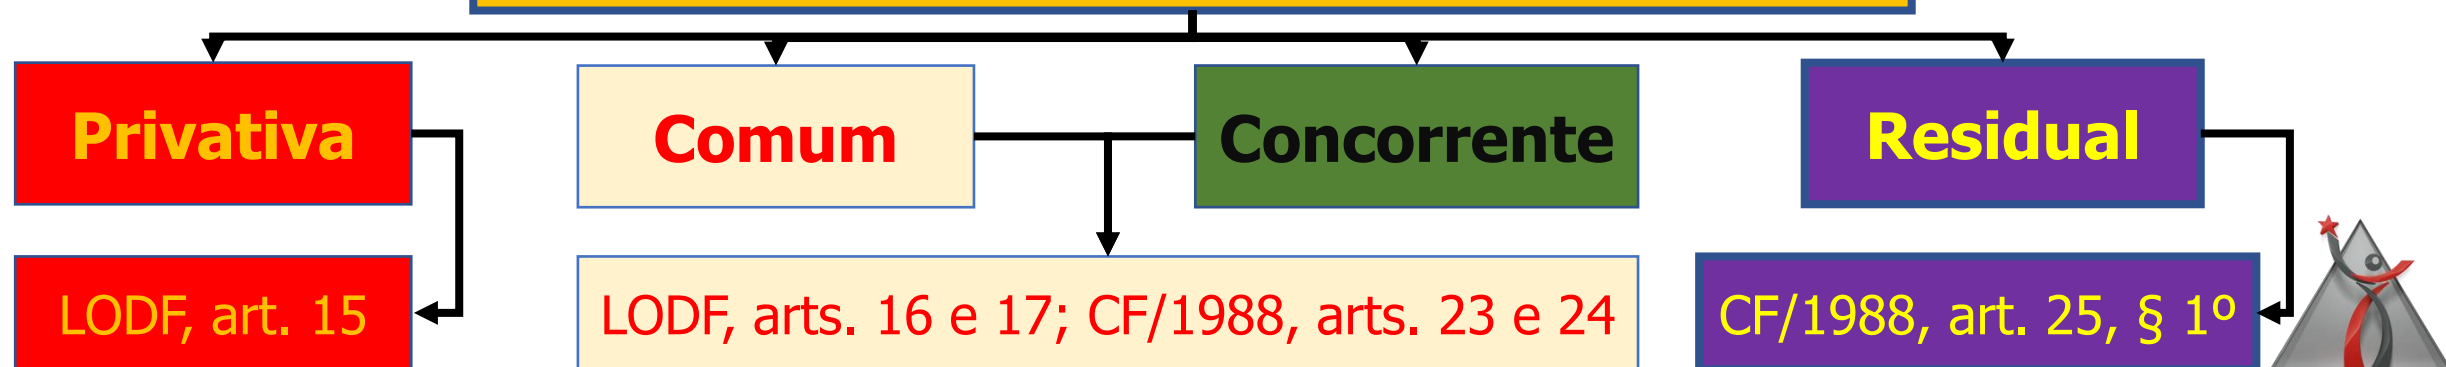 Privativa
Comum
Concorrente
Residual
LODF, art. 15
LODF, arts. 16 e 17; CF/1988, arts. 23 e 24
CF/1988, art. 25, § 1º